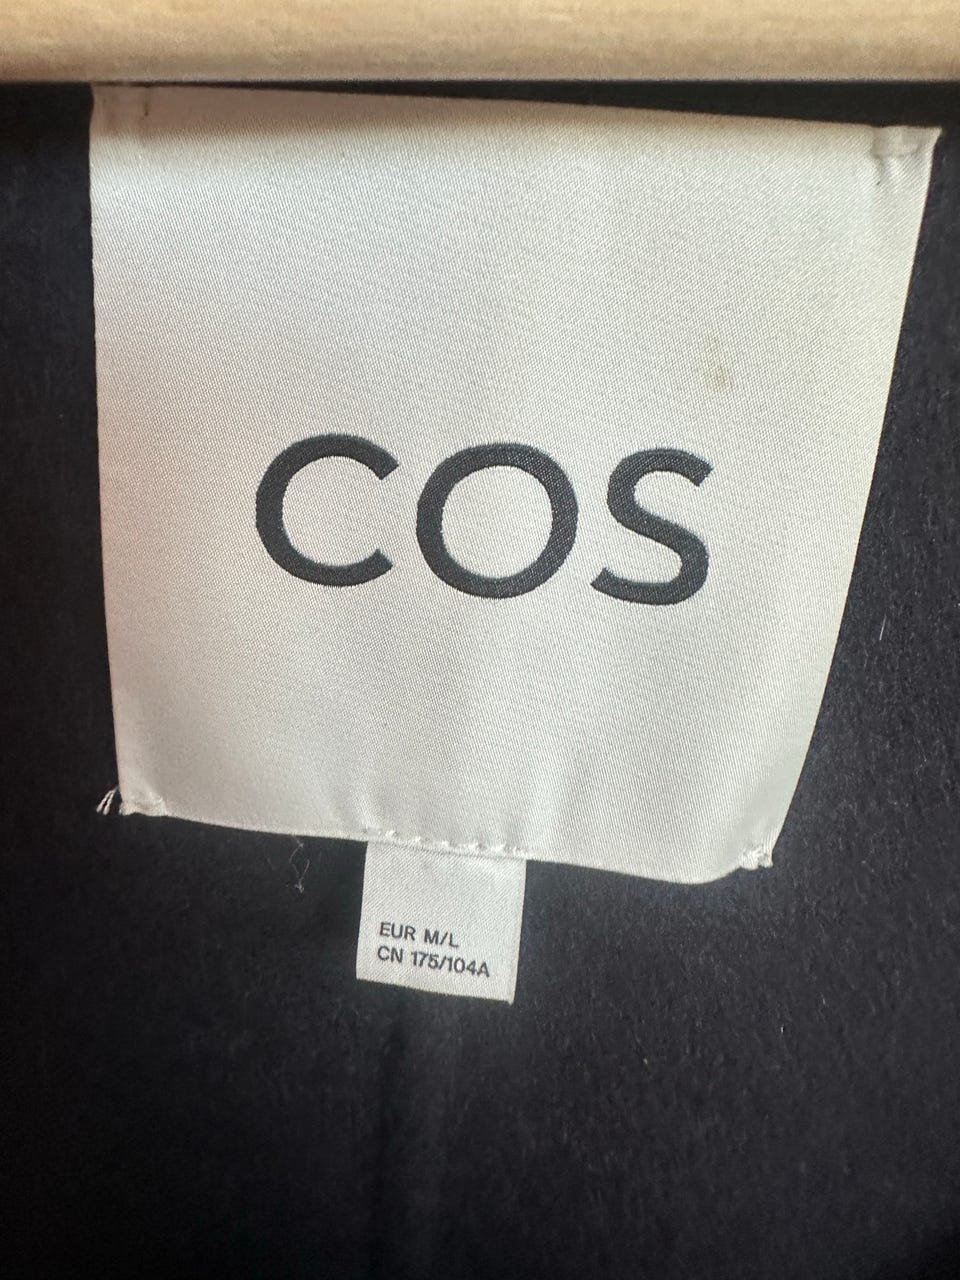 COS
EUR M/L
CN 175/104A